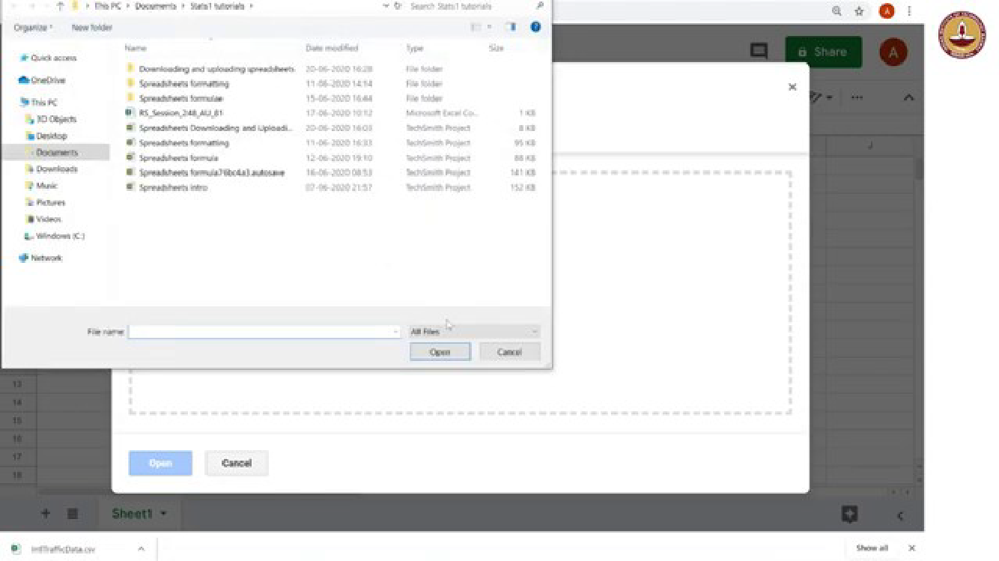 This PC > Documents > Stats1 tutorials >
Search Stats1 tutorials
Organize
New folder
Name
Date modified
Type
Size
Quick access
OneDrive
This PC
3D Objects
Desktop
Documents
Downloads
Music
Pictures
Videos
Windows (C:)
Network
Downloading and uploading spreadsheets 20-06-2020 16:28 File folder
Spreadsheets formatting 11-06-2020 14:14 File folder
Spreadsheets formulae 15-06-2020 16:44 File folder
RS_Session_248_AU_81 17-06-2020 10:12 Microsoft Excel Co... 1 KB
Spreadsheets Downloading and Uploadi... 20-06-2020 16:03 TechSmith Project 8 KB
Spreadsheets formatting 11-06-2020 16:33 TechSmith Project 95 KB
Spreadsheets formula 12-06-2020 19:10 TechSmith Project 88 KB
Spreadsheets formula76bc4a3.autosave 16-06-2020 08:53 TechSmith Project 141 KB
Spreadsheets intro 07-06-2020 21:57 TechSmith Project 152 KB
File name:
All Files
Open
Cancel
A
Share
A
J
13
14
15
16
17
18
Open
Cancel
Sheet1
IntlTrafficData.csv
Show all